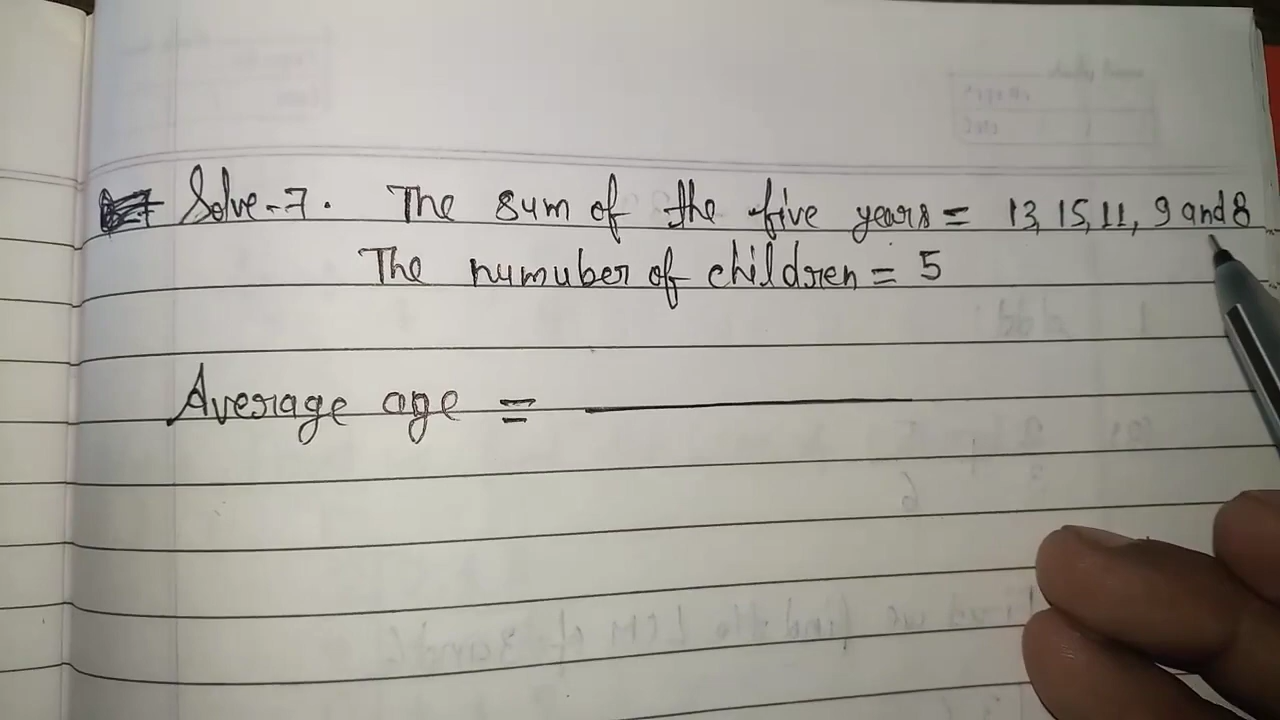 Solve-7. The sum of the five years = 13, 15, 11, 9 and 8
The numuber of children = 5
Average age =